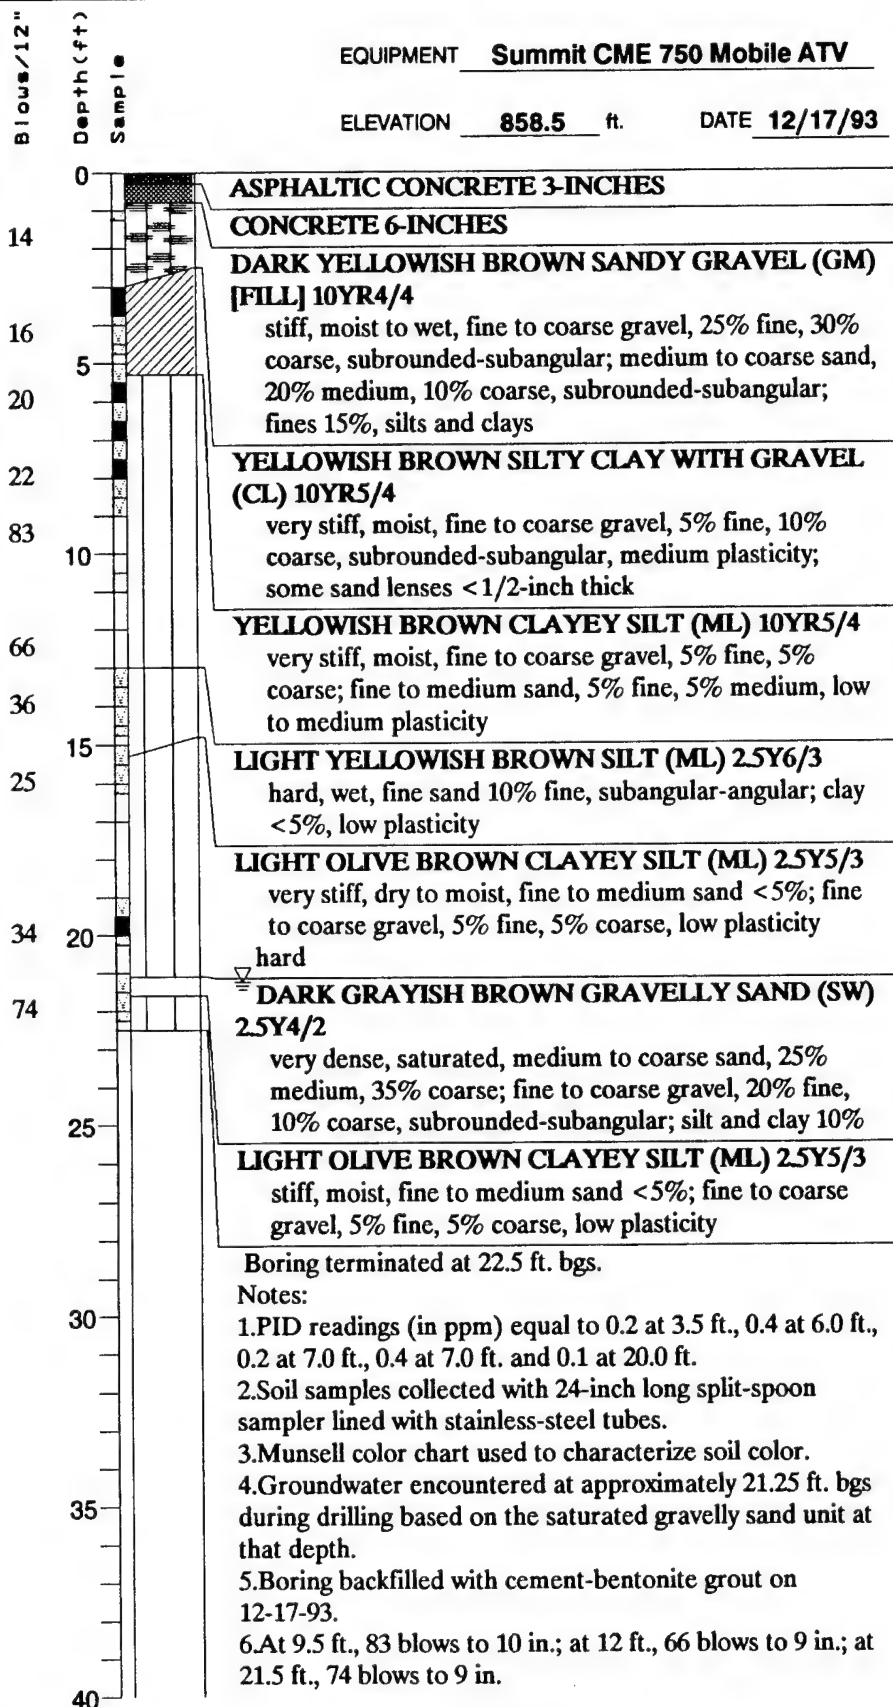 Blows/12"
Depth(ft)
Sample
EQUIPMENT Summit CME 750 Mobile ATV
ELEVATION 858.5 ft. DATE 12/17/93
0
ASPHALTIC CONCRETE 3-INCHES
CONCRETE 6-INCHES
14
DARK YELLOWISH BROWN SANDY GRAVEL (GM)
[FILL] 10YR4/4
stiff, moist to wet, fine to coarse gravel, 25% fine, 30%
16
coarse, subrounded-subangular; medium to coarse sand,
5
20% medium, 10% coarse, subrounded-subangular;
20
fines 15%, silts and clays
YELLOWISH BROWN SILTY CLAY WITH GRAVEL
22
(CL) 10YR5/4
very stiff, moist, fine to coarse gravel, 5% fine, 10%
83
10
coarse, subrounded-subangular, medium plasticity;
some sand lenses <1/2-inch thick
YELLOWISH BROWN CLAYEY SILT (ML) 10YR5/4
66
very stiff, moist, fine to coarse gravel, 5% fine, 5%
coarse; fine to medium sand, 5% fine, 5% medium, low
36
to medium plasticity
15
LIGHT YELLOWISH BROWN SILT (ML) 2.5Y6/3
25
hard, wet, fine sand 10% fine, subangular-angular; clay
<5%, low plasticity
LIGHT OLIVE BROWN CLAYEY SILT (ML) 2.5Y5/3
very stiff, dry to moist, fine to medium sand <5%; fine
34
20
to coarse gravel, 5% fine, 5% coarse, low plasticity
hard
74
DARK GRAYISH BROWN GRAVELLY SAND (SW)
2.5Y4/2
very dense, saturated, medium to coarse sand, 25%
medium, 35% coarse; fine to coarse gravel, 20% fine,
25
10% coarse, subrounded-subangular; silt and clay 10%
LIGHT OLIVE BROWN CLAYEY SILT (ML) 2.5Y5/3
stiff, moist, fine to medium sand <5%; fine to coarse
gravel, 5% fine, 5% coarse, low plasticity
Boring terminated at 22.5 ft. bgs.
Notes:
30
1.PID readings (in ppm) equal to 0.2 at 3.5 ft., 0.4 at 6.0 ft.,
0.2 at 7.0 ft., 0.4 at 7.0 ft. and 0.1 at 20.0 ft.
2.Soil samples collected with 24-inch long split-spoon
sampler lined with stainless-steel tubes.
3.Munsell color chart used to characterize soil color.
4.Groundwater encountered at approximately 21.25 ft. bgs
35
during drilling based on the saturated gravelly sand unit at
that depth.
5.Boring backfilled with cement-bentonite grout on
12-17-93.
6.At 9.5 ft., 83 blows to 10 in.; at 12 ft., 66 blows to 9 in.; at
21.5 ft., 74 blows to 9 in.
40